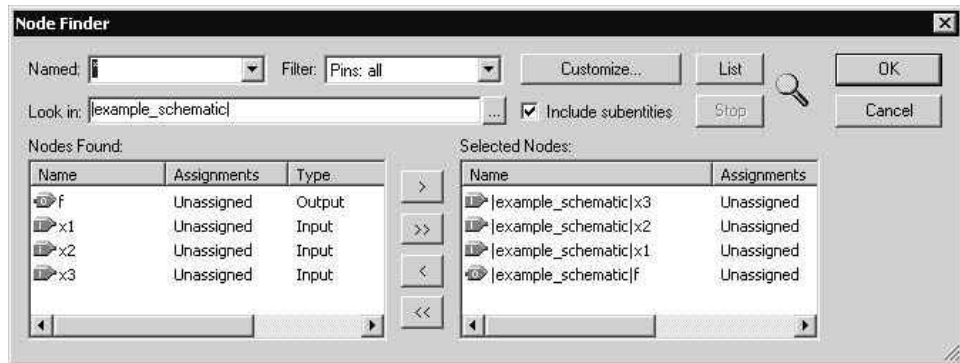 Node Finder
Named: * Filter: Pins: all Customize... List OK
Look in: |example_schematic| ... Include subentities Stop Cancel
Nodes Found: Selected Nodes:
Name Assignments Type > Name Assignments
f Unassigned Output |example_schematic|x3 Unassigned
x1 Unassigned Input >> |example_schematic|x2 Unassigned
x2 Unassigned Input < |example_schematic|x1 Unassigned
x3 Unassigned Input << |example_schematic|f Unassigned